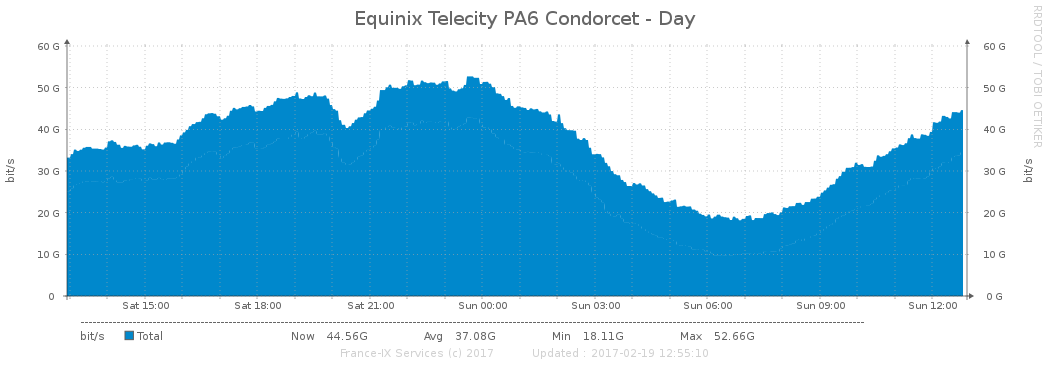 Equinix Telecity PA6 Condorcet - Day
RRDTOOL / TOBI OETIKER
60 G 60 G
50 G 50 G
40 G 40 G
30 G 30 G
20 G 20 G
10 G 10 G
0 0 G
bit/s
bit/s
Sat 15:00 Sat 18:00 Sat 21:00 Sun 00:00 Sun 03:00 Sun 06:00 Sun 09:00 Sun 12:00
bit/s Total Now 44.56G Avg 37.08G Min 18.11G Max 52.66G
France-IX Services (c) 2017 Updated : 2017-02-19 12:55:10